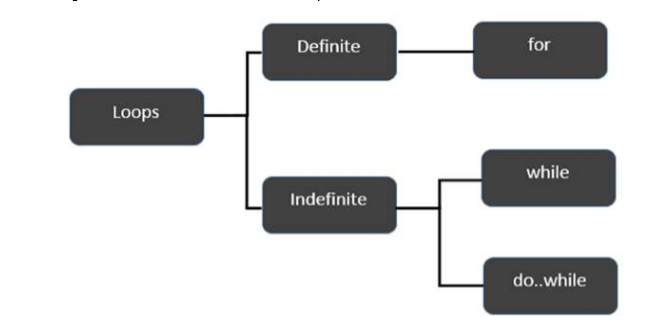 Loops
Definite
for
Indefinite
while
do..while